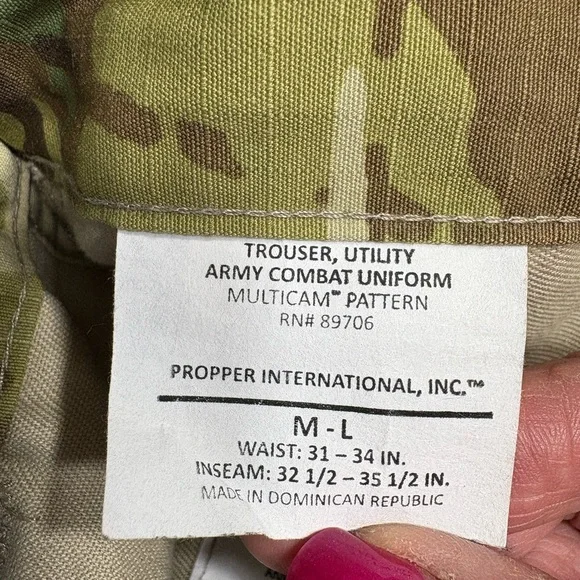 TROUSER, UTILITY
ARMY COMBAT UNIFORM
MULTICAM™ PATTERN
RN# 89706
PROPPER INTERNATIONAL, INC.™
M - L
WAIST: 31 – 34 IN.
INSEAM: 32 1/2 – 35 1/2 IN.
MADE IN DOMINICAN REPUBLIC